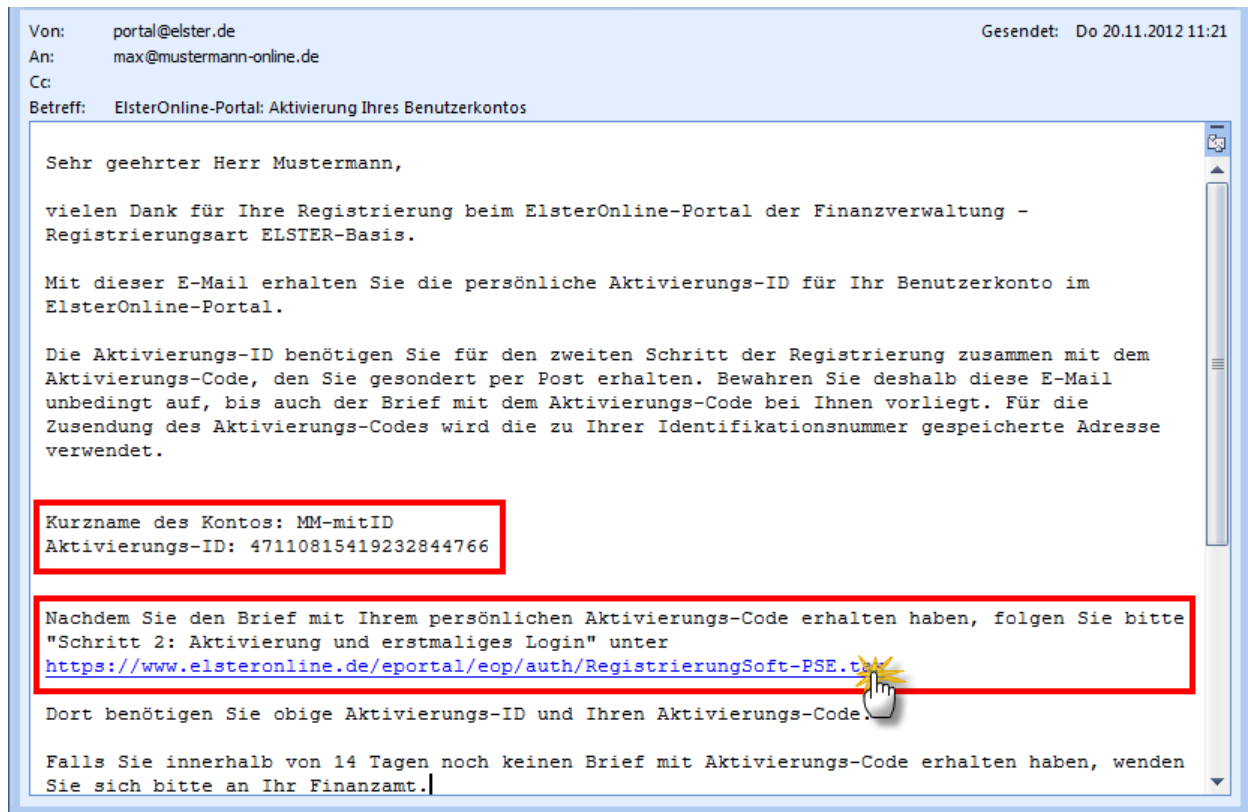 Von: portal@elster.de Gesendet: Do 20.11.2012 11:21
An: max@mustermann-online.de
Cc:
Betreff: ElsterOnline-Portal: Aktivierung Ihres Benutzerkontos
Sehr geehrter Herr Mustermann,
vielen Dank für Ihre Registrierung beim ElsterOnline-Portal der Finanzverwaltung -
Registrierungsart ELSTER-Basis.
Mit dieser E-Mail erhalten Sie die persönliche Aktivierungs-ID für Ihr Benutzerkonto im
ElsterOnline-Portal.
Die Aktivierungs-ID benötigen Sie für den zweiten Schritt der Registrierung zusammen mit dem
Aktivierungs-Code, den Sie gesondert per Post erhalten. Bewahren Sie deshalb diese E-Mail
unbedingt auf, bis auch der Brief mit dem Aktivierungs-Code bei Ihnen vorliegt. Für die
Zusendung des Aktivierungs-Codes wird die zu Ihrer Identifikationsnummer gespeicherte Adresse
verwendet.
Kurzname des Kontos: MM-mitID
Aktivierungs-ID: 47110815419232844766
Nachdem Sie den Brief mit Ihrem persönlichen Aktivierungs-Code erhalten haben, folgen Sie bitte
"Schritt 2: Aktivierung und erstmaliges Login" unter
https://www.elsteronline.de/eportal/eop/auth/RegistrierungSoft-PSE.
Dort benötigen Sie obige Aktivierungs-ID und Ihren Aktivierungs-Code.
Falls Sie innerhalb von 14 Tagen noch keinen Brief mit Aktivierungs-Code erhalten haben, wenden
Sie sich bitte an Ihr Finanzamt.